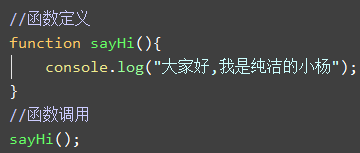 //函数定义
function sayHi(){
    console.log("大家好,我是纯洁的小杨");
}
//函数调用
sayHi();